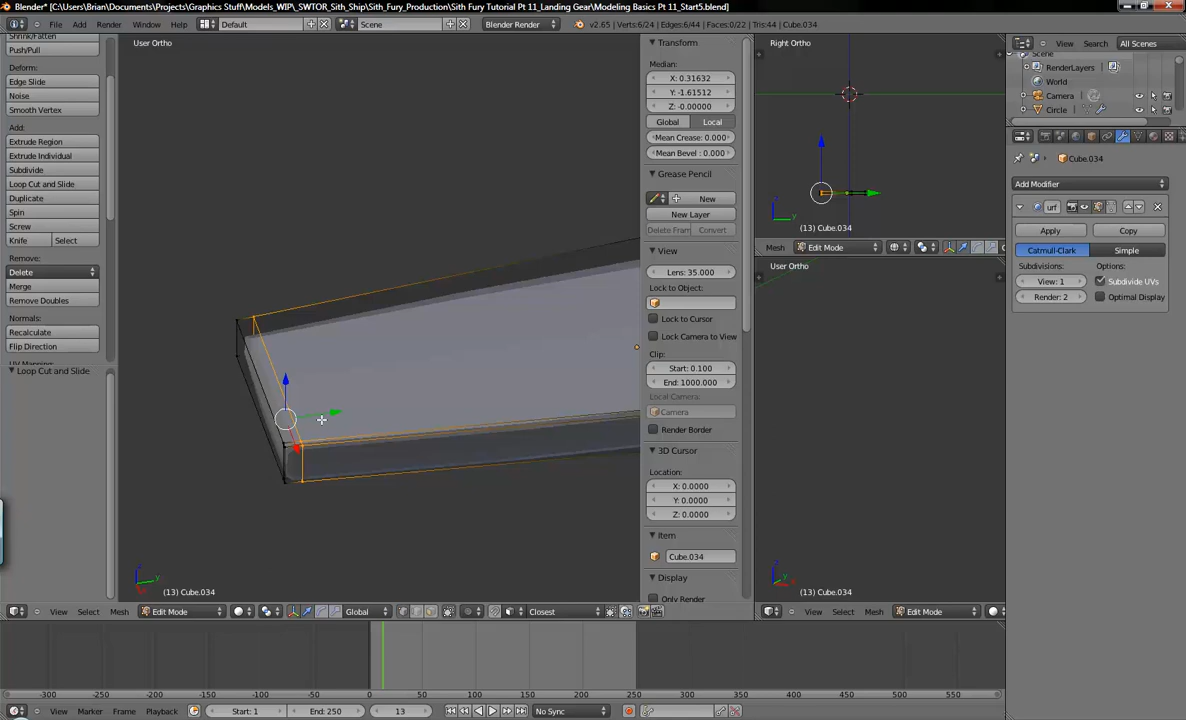 Blender* [C:\Users\Brian\Documents\Projects\Graphics Stuff\Models_WIP\_SWTOR_Sith_Ship\Sith_Fury_Production\Sith Fury Tutorial Pt 11_Landing Gear\Modeling Basics Pt 11_Start5.blend]
File Add Render Window Help Default Scene Blender Render v2.65 | Verts:6/24 | Edges:6/44 | Faces:0/22 | Tris:44 | Cube.034
Shrink/Fatten
Push/Pull
Deform:
Edge Slide
Noise
Smooth Vertex
Add:
Extrude Region
Extrude Individual
Subdivide
Loop Cut and Slide
Duplicate
Spin
Screw
Knife Select
Remove:
Delete
Merge
Remove Doubles
Normals:
Recalculate
Flip Direction
UV Mapping:
Loop Cut and Slide
User Ortho
(13) Cube.034
Transform
Median:
X: 0.31632
Y: -1.61512
Z: -0.00000
Global Local
Mean Crease: 0.000
Mean Bevel : 0.000
Grease Pencil
New
New Layer
Delete Fram Convert
View
Lens: 35.000
Lock to Object:
Lock to Cursor
Lock Camera to View
Clip:
Start: 0.100
End: 1000.000
Local Camera:
Camera
Render Border
3D Cursor
Location:
X: 0.0000
Y: 0.0000
Z: 0.0000
Item
Cube.034
Display
Only Render
Right Ortho
(13) Cube.034
Mesh Edit Mode
User Ortho
(13) Cube.034
View Select Mesh Edit Mode
View Search All Scenes
Scene
RenderLayers
World
Camera
Circle
Cube.034
Add Modifier
urf
Apply Copy
Catmull-Clark Simple
Subdivisions: Options:
View: 1 Subdivide UVs
Render: 2 Optimal Display
View Select Mesh Edit Mode Global Closest
-300 -250 -200 -150 -100 -50 0 50 100 150 200 250 300 350 400 450 500 550
View Marker Frame Playback Start: 1 End: 250 13 No Sync
z
y